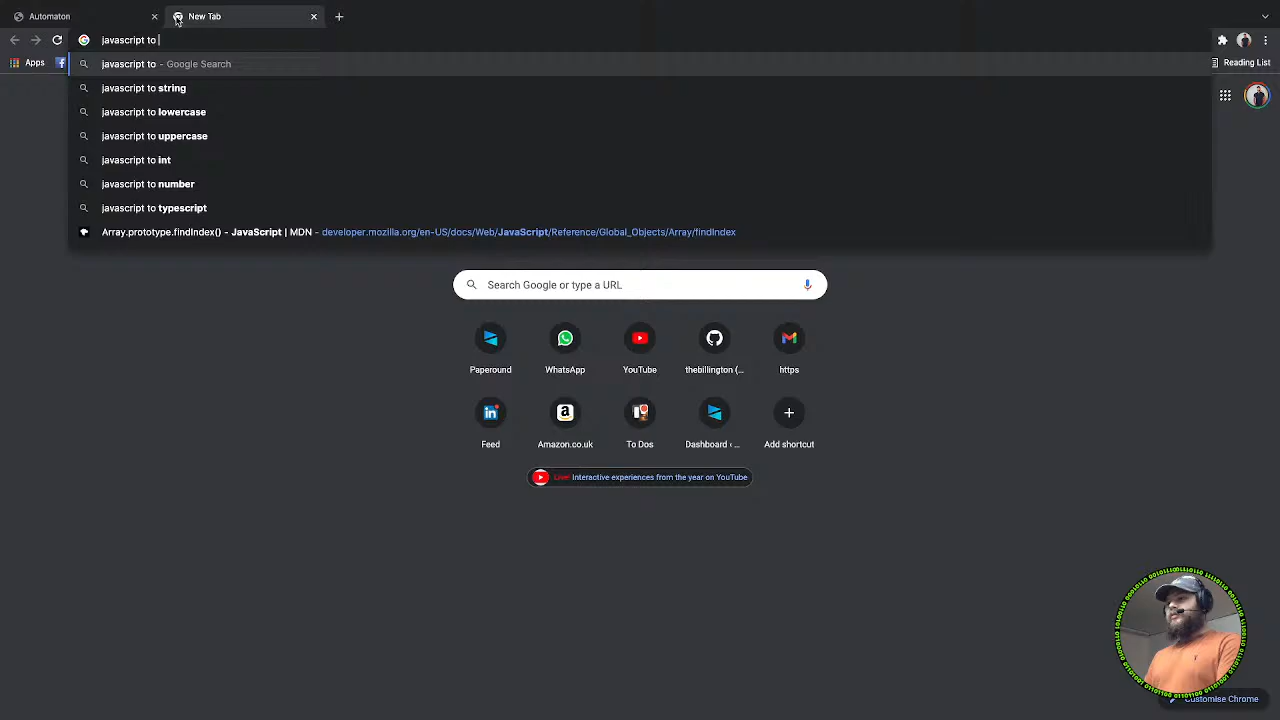 Automaton
New Tab
javascript to
Apps
Reading List
javascript to - Google Search
javascript to string
javascript to lowercase
javascript to uppercase
javascript to int
javascript to number
javascript to typescript
Array.prototype.findIndex() - JavaScript | MDN - developer.mozilla.org/en-US/docs/Web/JavaScript/Reference/Global_Objects/Array/findIndex
Search Google or type a URL
Paperound
WhatsApp
YouTube
thebillington (...
https
Feed
Amazon.co.uk
To Dos
Dashboard ‹ ...
Add shortcut
Live! Interactive experiences from the year on YouTube
Customise Chrome